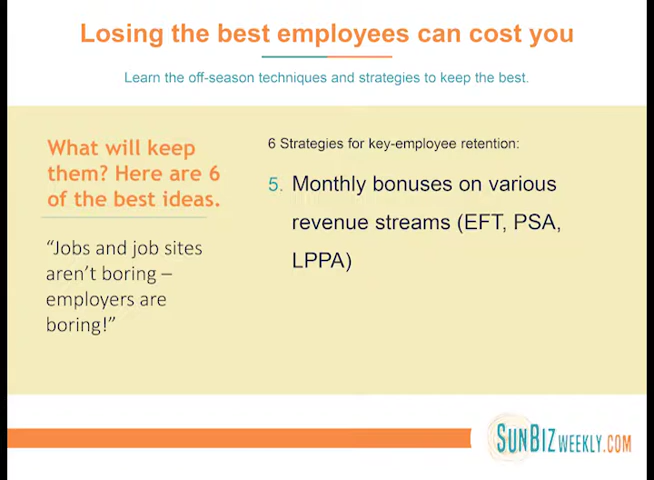 Losing the best employees can cost you
Learn the off-season techniques and strategies to keep the best.
What will keep
them? Here are 6
of the best ideas.
“Jobs and job sites
aren’t boring –
employers are
boring!”
6 Strategies for key-employee retention:
5. Monthly bonuses on various
revenue streams (EFT, PSA,
LPPA)
SUNBIZWEEKLY.COM